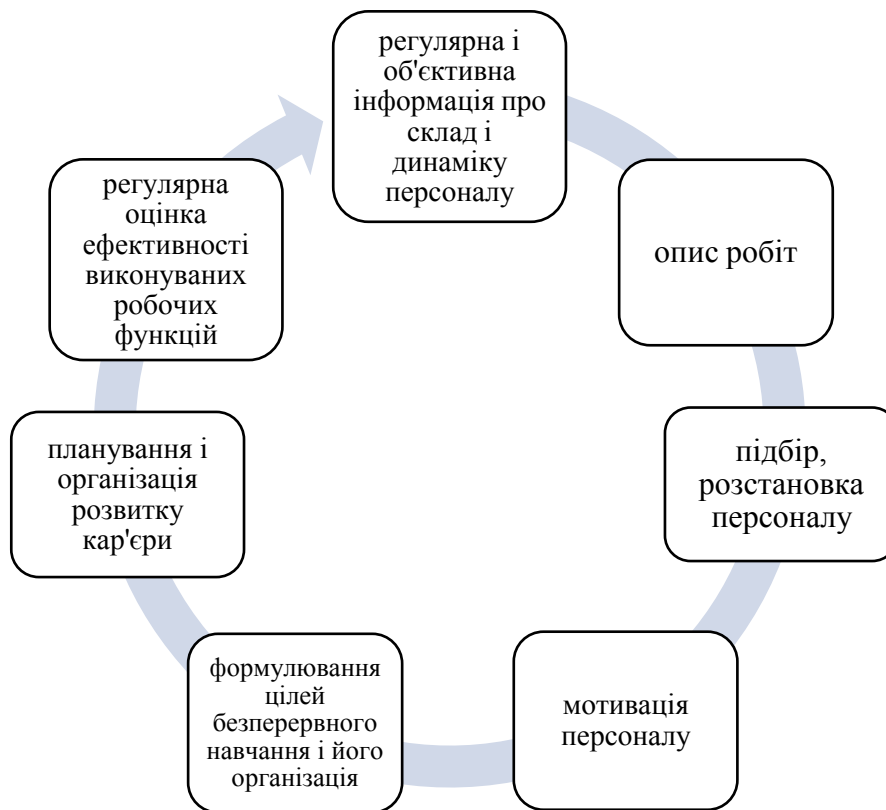 регулярна і
об'єктивна
інформація про
склад і
динаміку
персоналу
опис робіт
підбір,
розстановка
персоналу
мотивація
персоналу
формулювання
цілей
безперервного
навчання і його
організація
планування і
організація
розвитку
кар'єри
регулярна
оцінка
ефективності
виконуваних
робочих
функцій